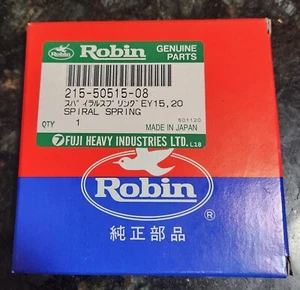 Robin
GENUINE
PARTS
215-50515-08
スパイラルスプリングEY15,20
SPIRAL SPRING
501120
QTY 1 MADE IN JAPAN
FUJI HEAVY INDUSTRIES LTD. L18
Robin
®
純正部品